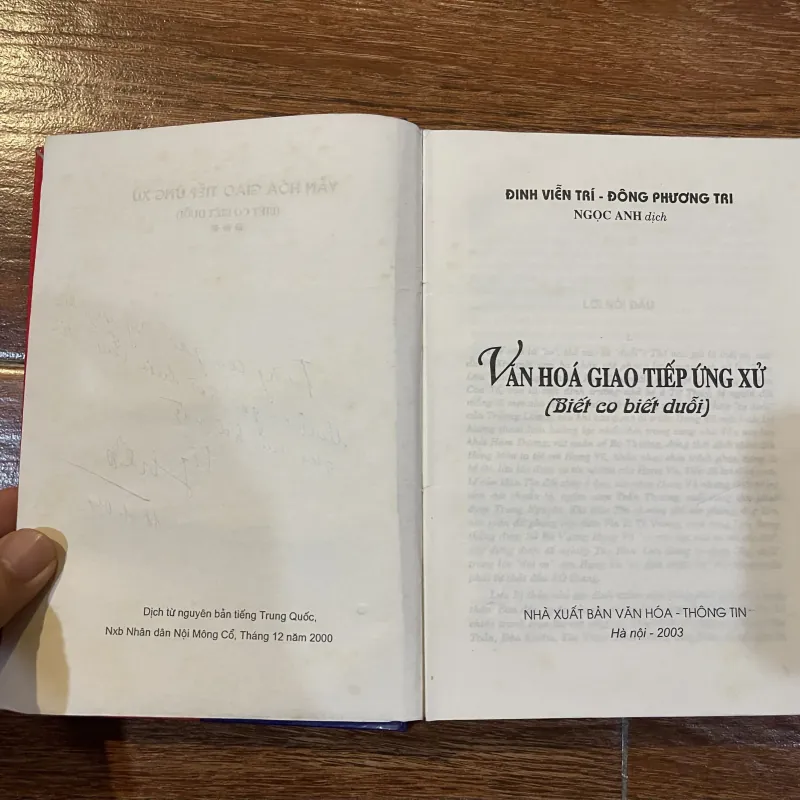 Dịch từ nguyên bản tiếng Trung Quốc,
Nxb Nhân dân Nội Mông Cổ, Tháng 12 năm 2000
ĐINH VIỄN TRÍ - ĐÔNG PHƯƠNG TRI
NGỌC ANH dịch
VĂN HOÁ GIAO TIẾP ỨNG XỬ
(Biết co biết duỗi)
NHÀ XUẤT BẢN VĂN HÓA - THÔNG TIN
Hà nội - 2003